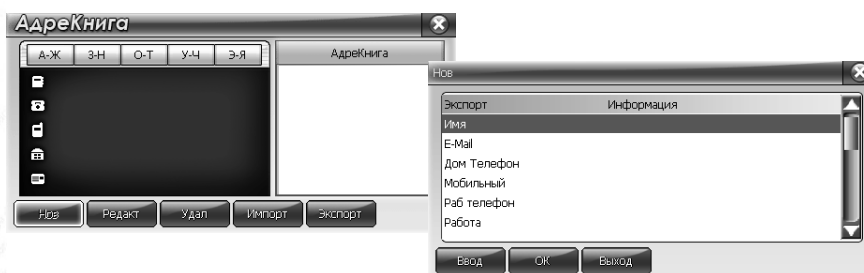 АдреКнига
А-Ж З-Н О-Т У-Ч Э-Я АдреКнига
Нов Редакт Удал Импорт Экспорт
Нов
Экспорт Информация
Имя
E-Mail
Дом Телефон
Мобильный
Раб телефон
Работа
Ввод OK Выход